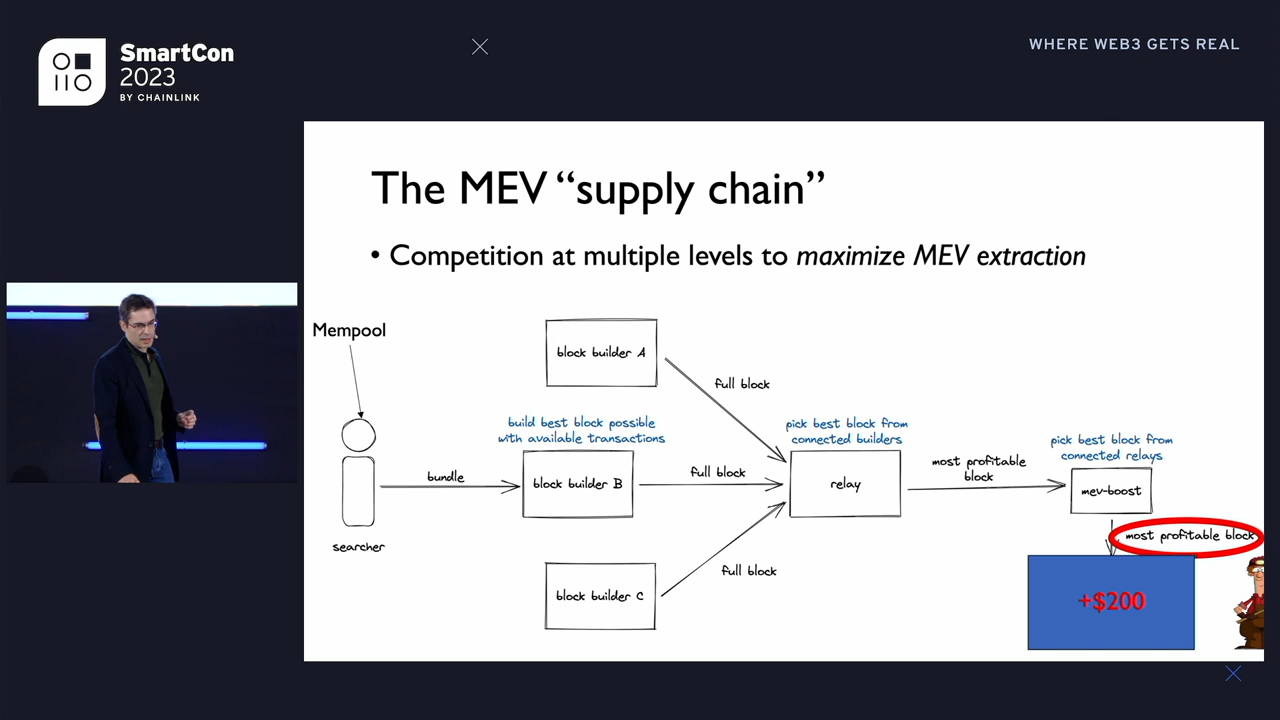 SmartCon
2023
BY CHAINLINK
WHERE WEB3 GETS REAL
The MEV “supply chain”
• Competition at multiple levels to maximize MEV extraction
Mempool
searcher
bundle
block builder A
build best block possible
with available transactions
block builder B
block builder C
full block
full block
full block
pick best block from
connected builders
relay
most profitable
block
pick best block from
connected relays
mev-boost
most profitable block
+$200